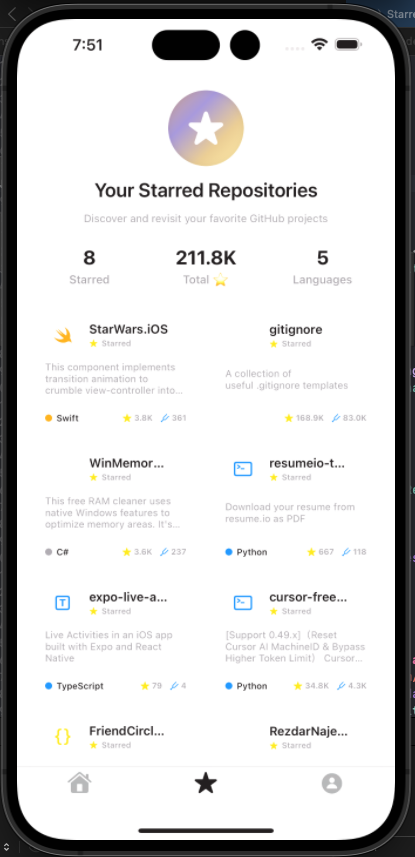 Starre
7:51
Your Starred Repositories
Discover and revisit your favorite GitHub projects
8 211.8K 5
Starred Total Languages
StarWars.iOS
Starred
This component implements
transition animation to
crumble view-controller into...
Swift 3.8K 361
gitignore
Starred
A collection of
useful .gitignore templates
168.9K 83.0K
WinMemor...
Starred
This free RAM cleaner uses
native Windows features to
optimize memory areas. It's...
C# 3.6K 237
resumeio-t...
Starred
Download your resume from
resume.io as PDF
Python 667 118
T
expo-live-a...
Starred
Live Activities in an iOS app
built with Expo and React
Native
TypeScript 79 4
cursor-free...
Starred
[Support 0.49.x]（Reset
Cursor AI MachineID & Bypass
Higher Token Limit） Cursor...
Python 34.8K 4.3K
{}
FriendCircl...
Starred
RezdarNaje...
Starred